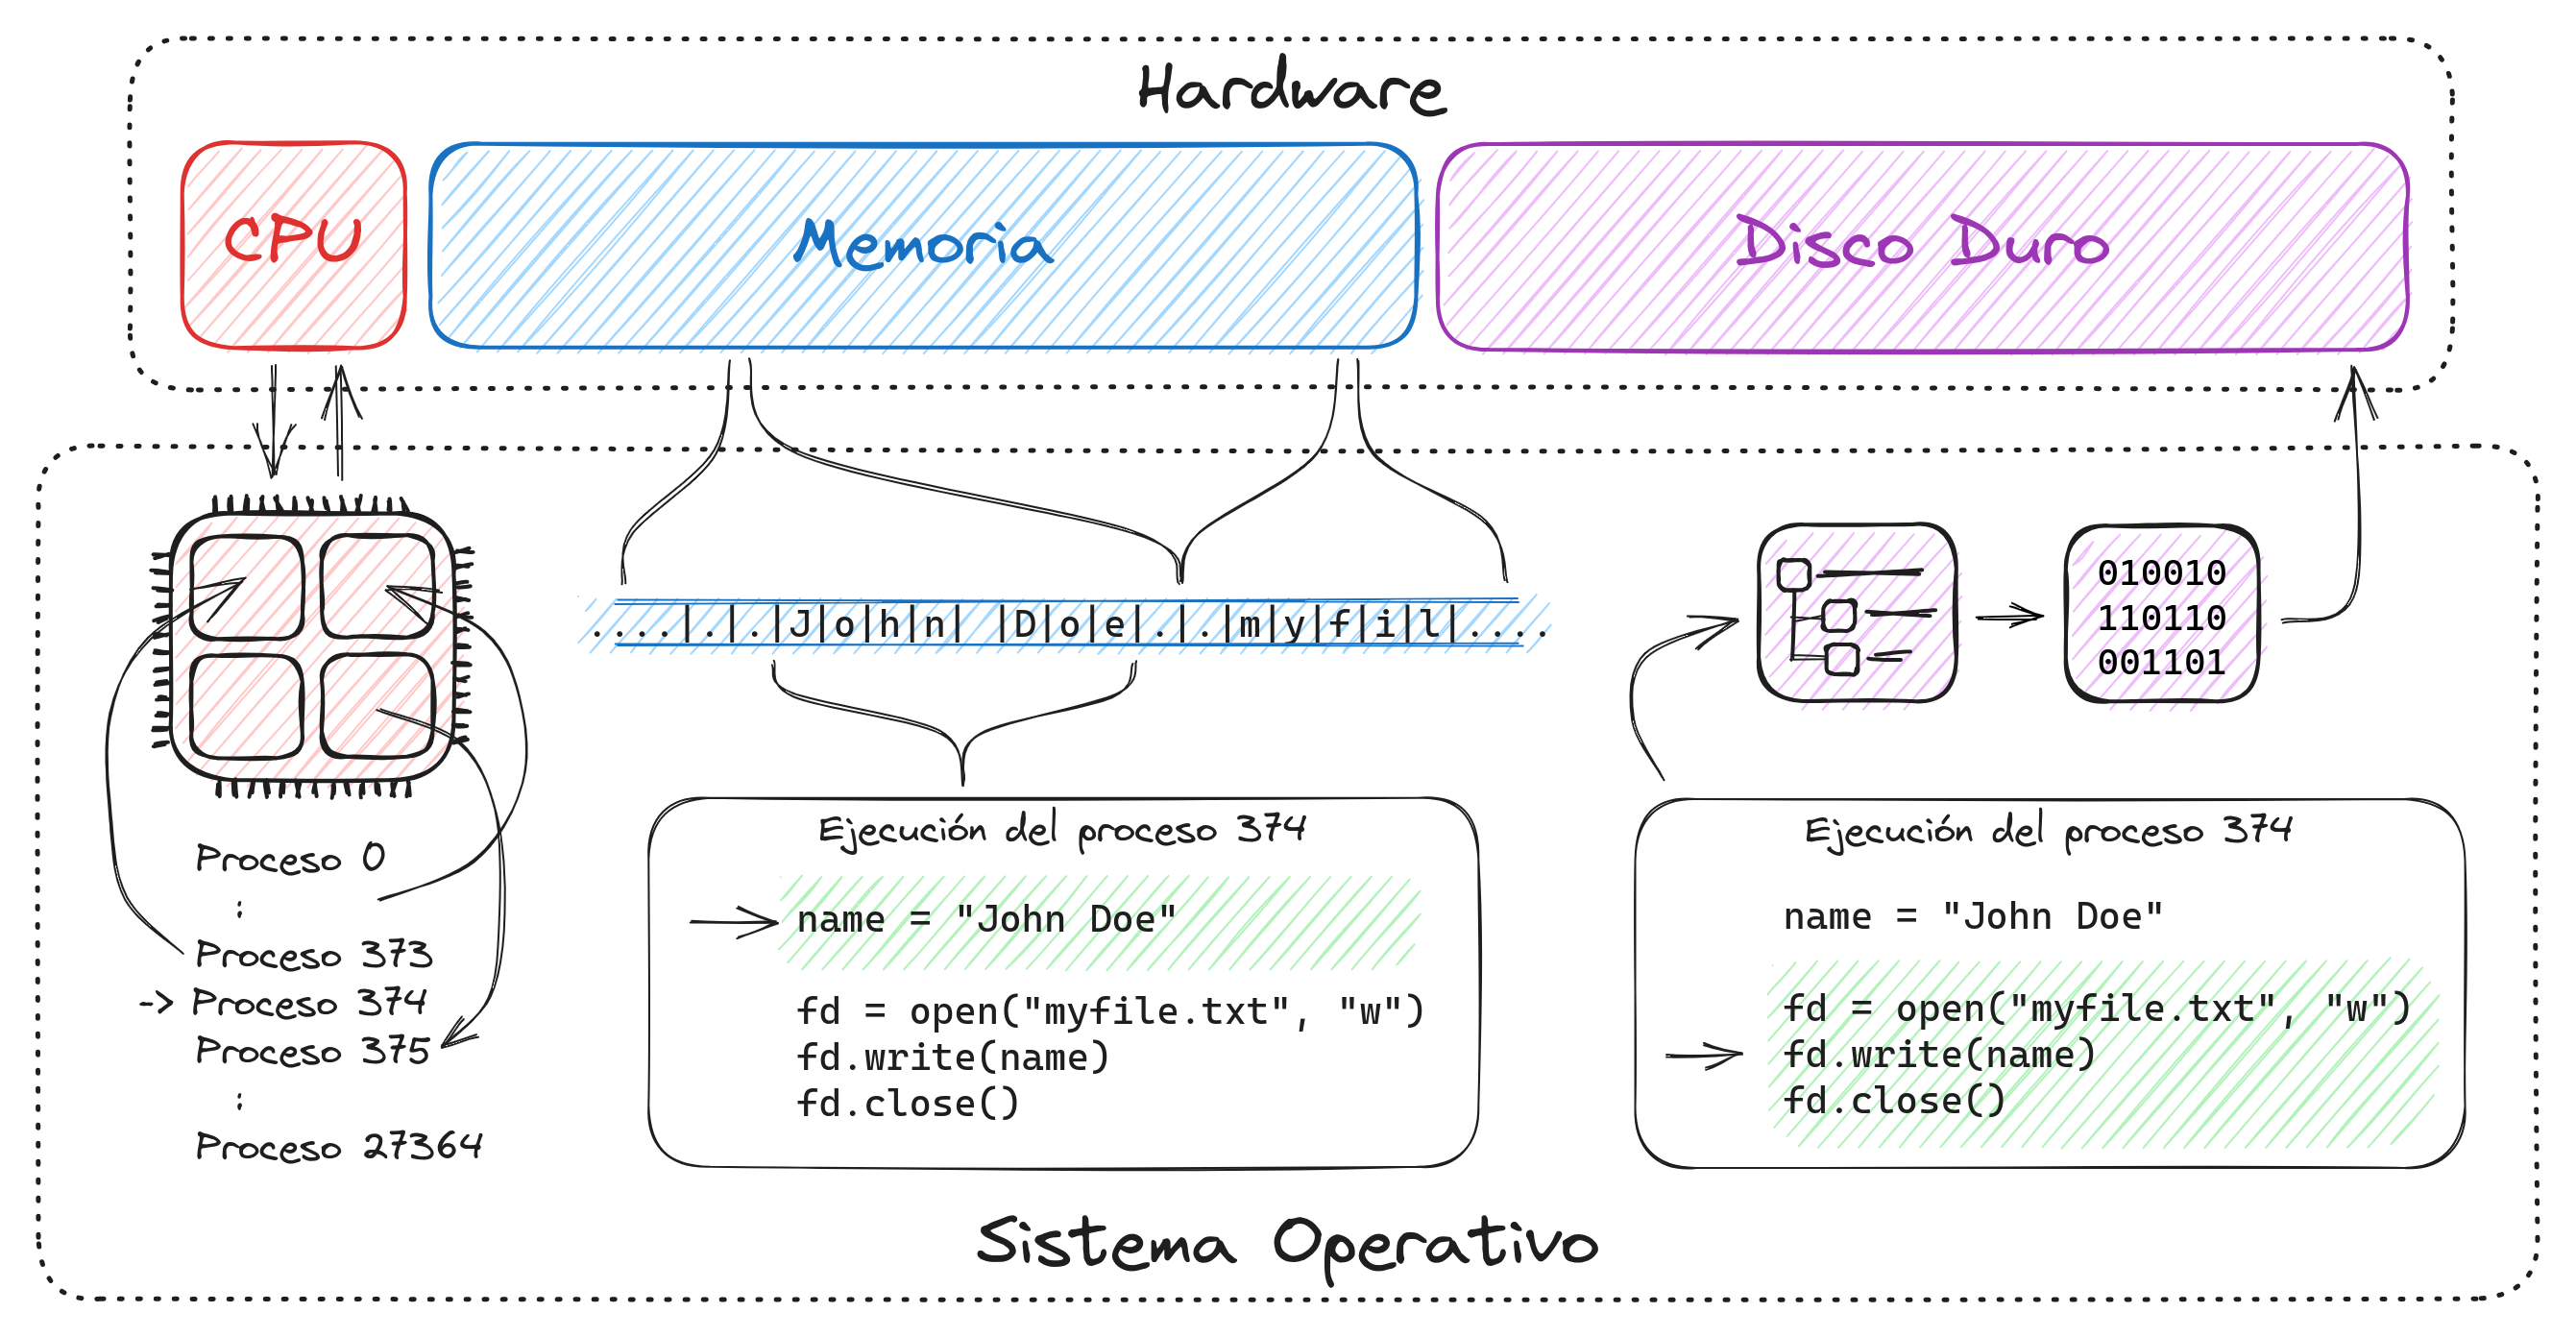 Hardware
CPU
Memoria
Disco Duro
....|.|.|J|o|h|n| |D|o|e|.|.|m|y|f|i|l|....
010010
110110
001101
Proceso 0
:
Proceso 373
-> Proceso 374
Proceso 375
:
Proceso 27364
Ejecución del proceso 374
name = "John Doe"
fd = open("myfile.txt", "w")
fd.write(name)
fd.close()
Ejecución del proceso 374
name = "John Doe"
fd = open("myfile.txt", "w")
fd.write(name)
fd.close()
Sistema Operativo